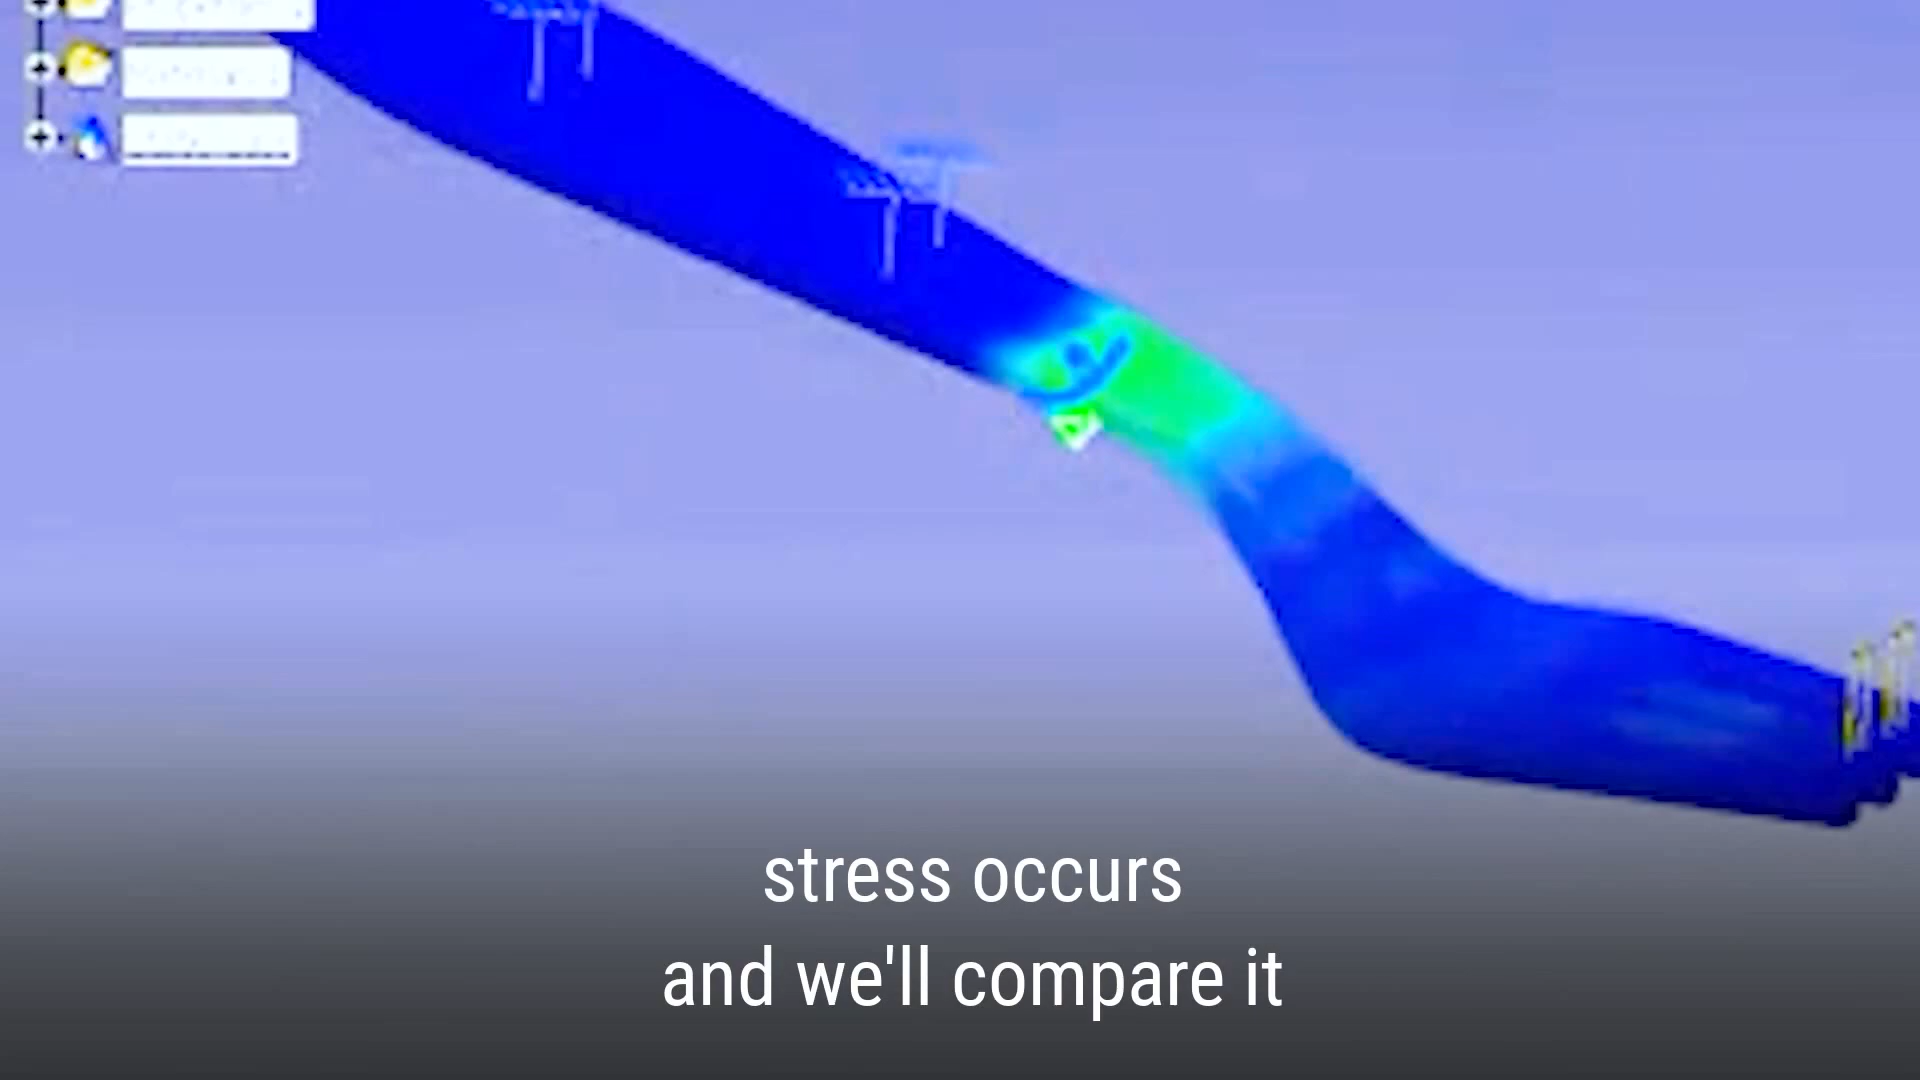 stress occurs
and we'll compare it